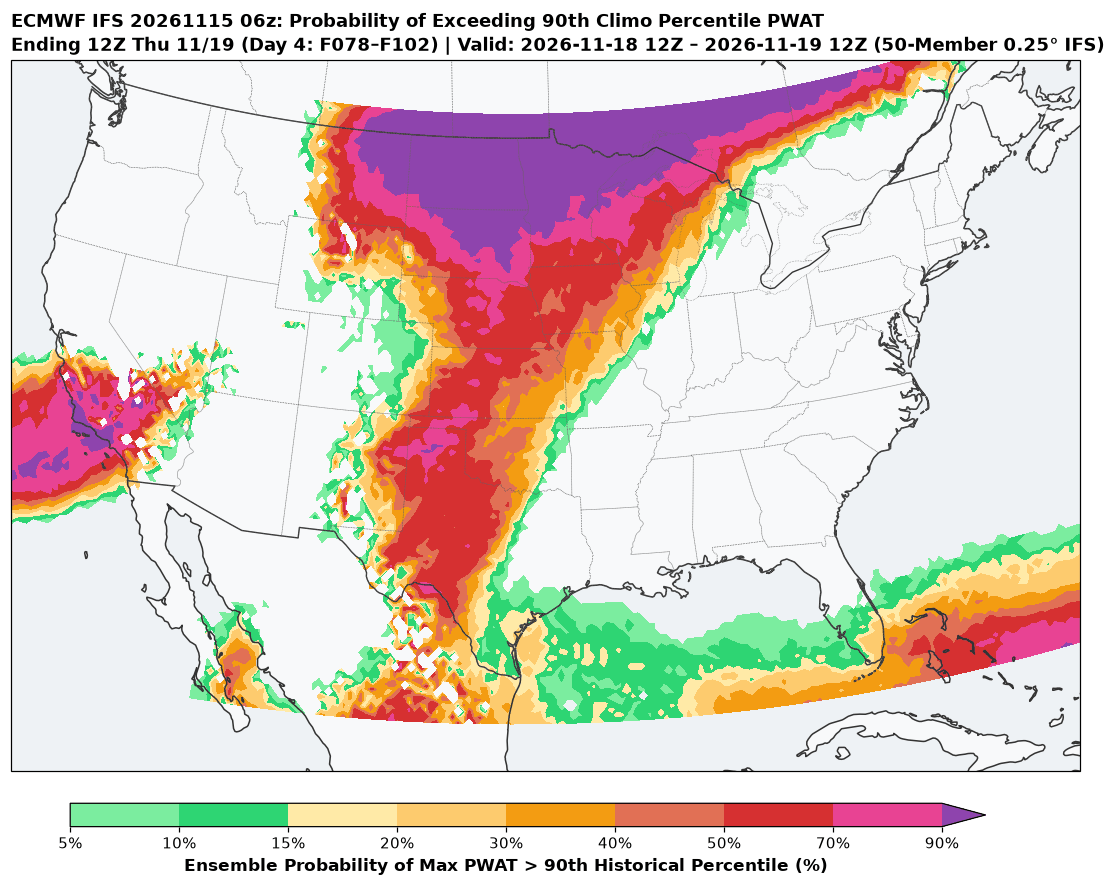 ECMWF IFS 20261115 06z: Probability of Exceeding 90th Climo Percentile PWAT
Ending 12Z Thu 11/19 (Day 4: F078–F102) | Valid: 2026-11-18 12Z – 2026-11-19 12Z (50-Member 0.25° IFS)
5% 10% 15% 20% 30% 40% 50% 70% 90%
Ensemble Probability of Max PWAT > 90th Historical Percentile (%)